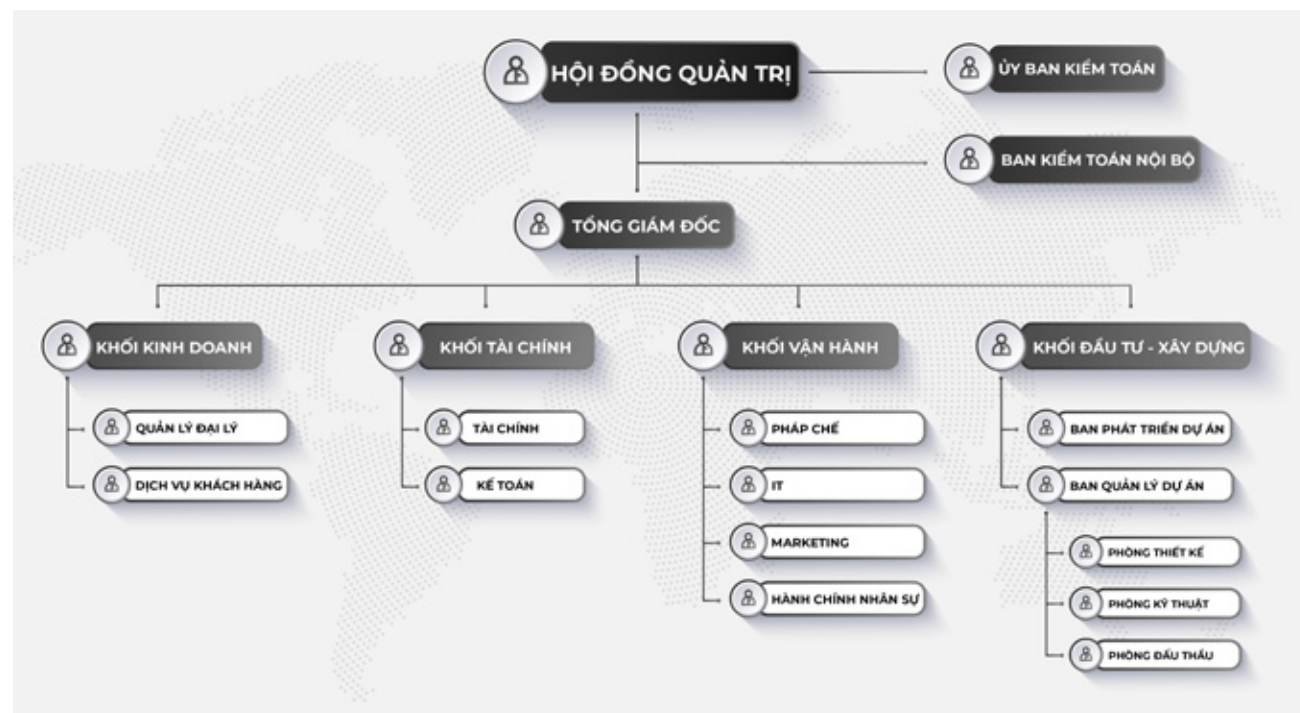 HỘI ĐỒNG QUẢN TRỊ
ỦY BAN KIỂM TOÁN
BAN KIỂM TOÁN NỘI BỘ
TỔNG GIÁM ĐỐC
KHỐI KINH DOANH
QUẢN LÝ ĐẠI LÝ
DỊCH VỤ KHÁCH HÀNG
KHỐI TÀI CHÍNH
TÀI CHÍNH
KẾ TOÁN
KHỐI VẬN HÀNH
PHÁP CHẾ
IT
MARKETING
HÀNH CHÍNH NHÂN SỰ
KHỐI ĐẦU TƯ - XÂY DỰNG
BAN PHÁT TRIỂN DỰ ÁN
BAN QUẢN LÝ DỰ ÁN
PHÒNG THIẾT KẾ
PHÒNG KỸ THUẬT
PHÒNG ĐẤU THẦU